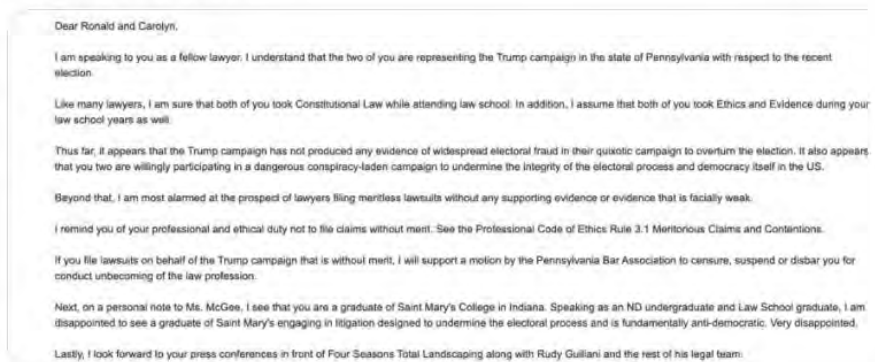 Dear Ronald and Carolyn,
I am speaking to you as a fellow lawyer. I understand that the two of you are representing the Trump campaign in the state of Pennsylvania with respect to the recent
election.
Like many lawyers, I am sure that both of you took Constitutional Law while attending law school. In addition, I assume that both of you took Ethics and Evidence during your
law school years as well.
Thus far, it appears that the Trump campaign has not produced any evidence of widespread electoral fraud in their quixotic campaign to overturn the election. It also appears
that you two are willingly participating in a dangerous conspiracy-laden campaign to undermine the integrity of the electoral process and democracy itself in the US.
Beyond that, I am most alarmed at the prospect of lawyers filing meritless lawsuits without any supporting evidence or evidence that is facially weak.
I remind you of your professional and ethical duty not to file claims without merit. See the Professional Code of Ethics Rule 3.1 Meritorious Claims and Contentions.
If you file lawsuits on behalf of the Trump campaign that is without merit, I will support a motion by the Pennsylvania Bar Association to censure, suspend or disbar you for
conduct unbecoming of the law profession.
Next, on a personal note to Ms. McGee, I see that you are a graduate of Saint Mary's College in Indiana. Speaking as an ND undergraduate and Law School graduate, I am
disappointed to see a graduate of Saint Mary's engaging in litigation designed to undermine the electoral process and is fundamentally anti-democratic. Very disappointed.
Lastly, I look forward to your press conferences in front of Four Seasons Total Landscaping along with Rudy Guiliani and the rest of his legal team.